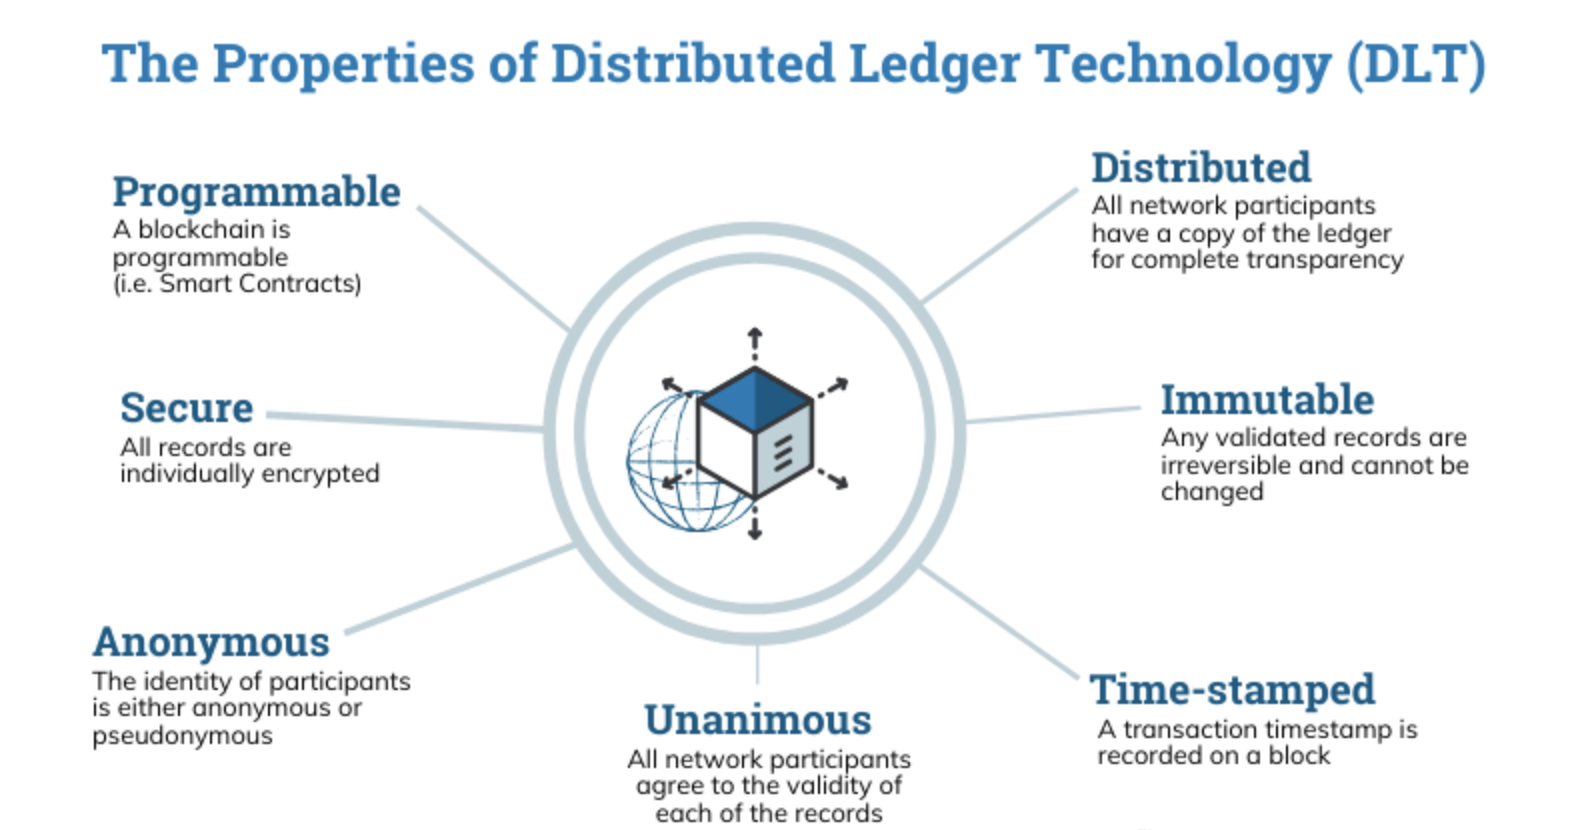 The Properties of Distributed Ledger Technology (DLT)
Programmable
A blockchain is
programmable
(i.e. Smart Contracts)
Distributed
All network participants
have a copy of the ledger
for complete transparency
Secure
All records are
individually encrypted
Immutable
Any validated records are
irreversible and cannot be
changed
Anonymous
The identity of participants
is either anonymous or
pseudonymous
Unanimous
All network participants
agree to the validity of
each of the records
Time-stamped
A transaction timestamp is
recorded on a block